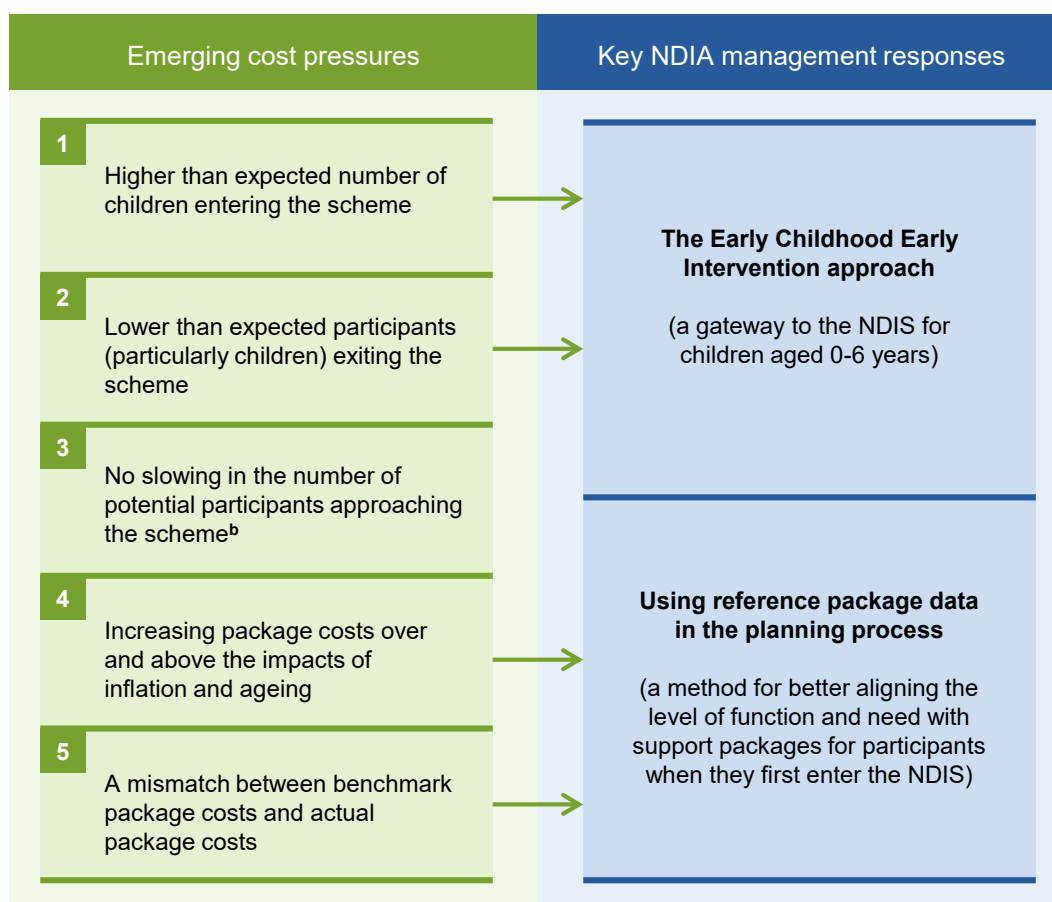 Emerging cost pressures
Key NDIA management responses
1
Higher than expected number of
children entering the scheme
2
Lower than expected participants
(particularly children) exiting the
scheme
3
No slowing in the number of
potential participants approaching
the schemeᵇ
4
Increasing package costs over
and above the impacts of
inflation and ageing
5
A mismatch between benchmark
package costs and actual
package costs
The Early Childhood Early
Intervention approach
(a gateway to the NDIS for
children aged 0-6 years)
Using reference package data
in the planning process
(a method for better aligning the
level of function and need with
support packages for participants
when they first enter the NDIS)